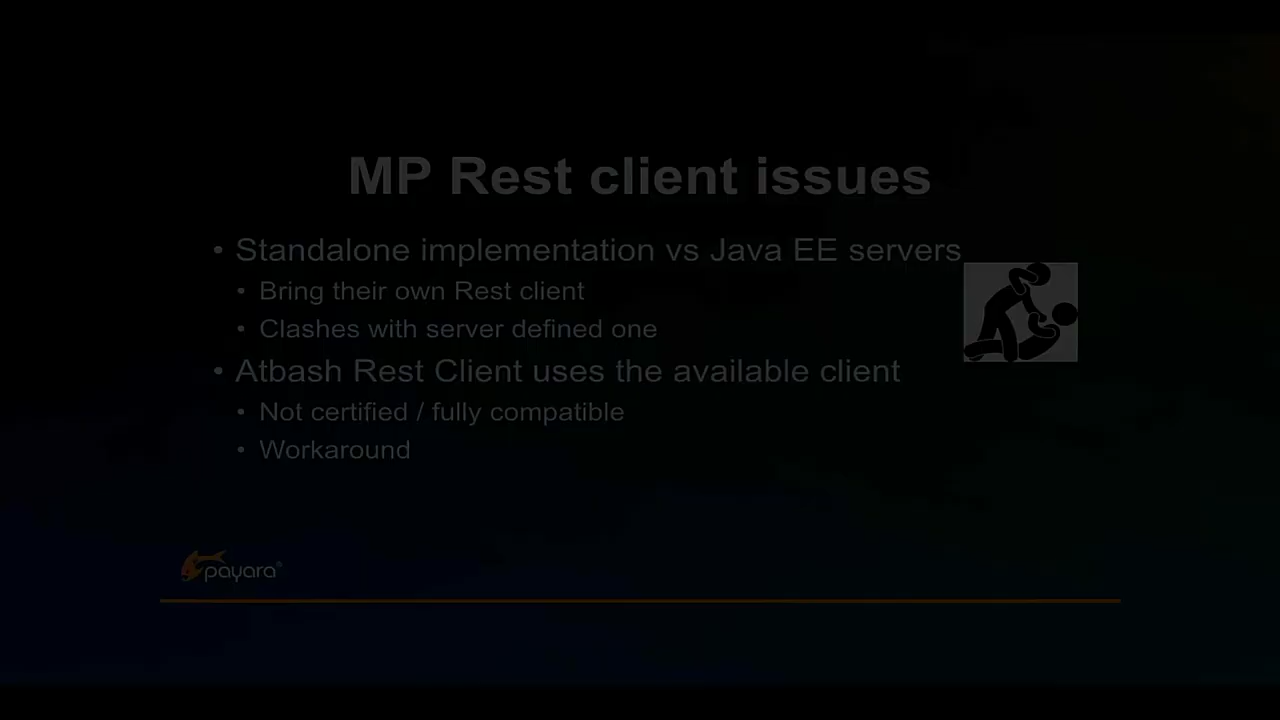 MP Rest client issues
• Standalone implementation vs Java EE servers
• Bring their own Rest client
• Clashes with server defined one
• Atbash Rest Client uses the available client
• Not certified / fully compatible
• Workaround
payara®